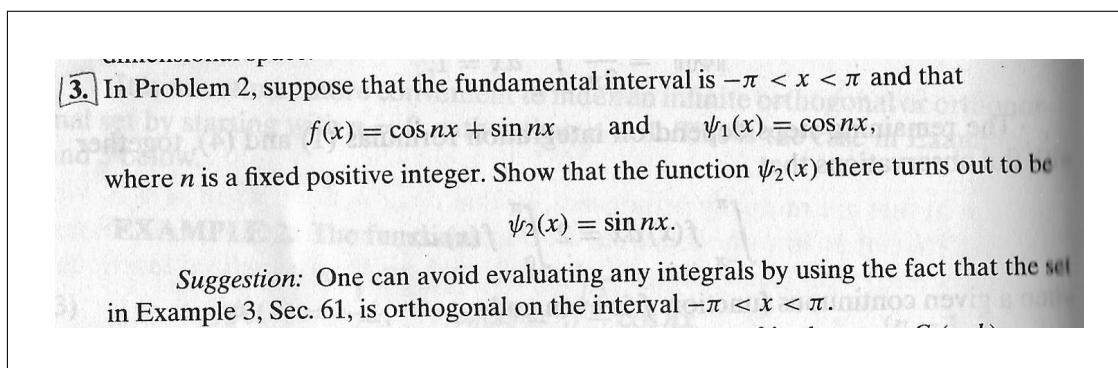 3. In Problem 2, suppose that the fundamental interval is −π < x < π and that
f(x) = cos nx + sin nx and ψ₁(x) = cos nx,
where n is a fixed positive integer. Show that the function ψ₂(x) there turns out to be
ψ₂(x) = sin nx.
Suggestion: One can avoid evaluating any integrals by using the fact that the set
in Example 3, Sec. 61, is orthogonal on the interval −π < x < π.